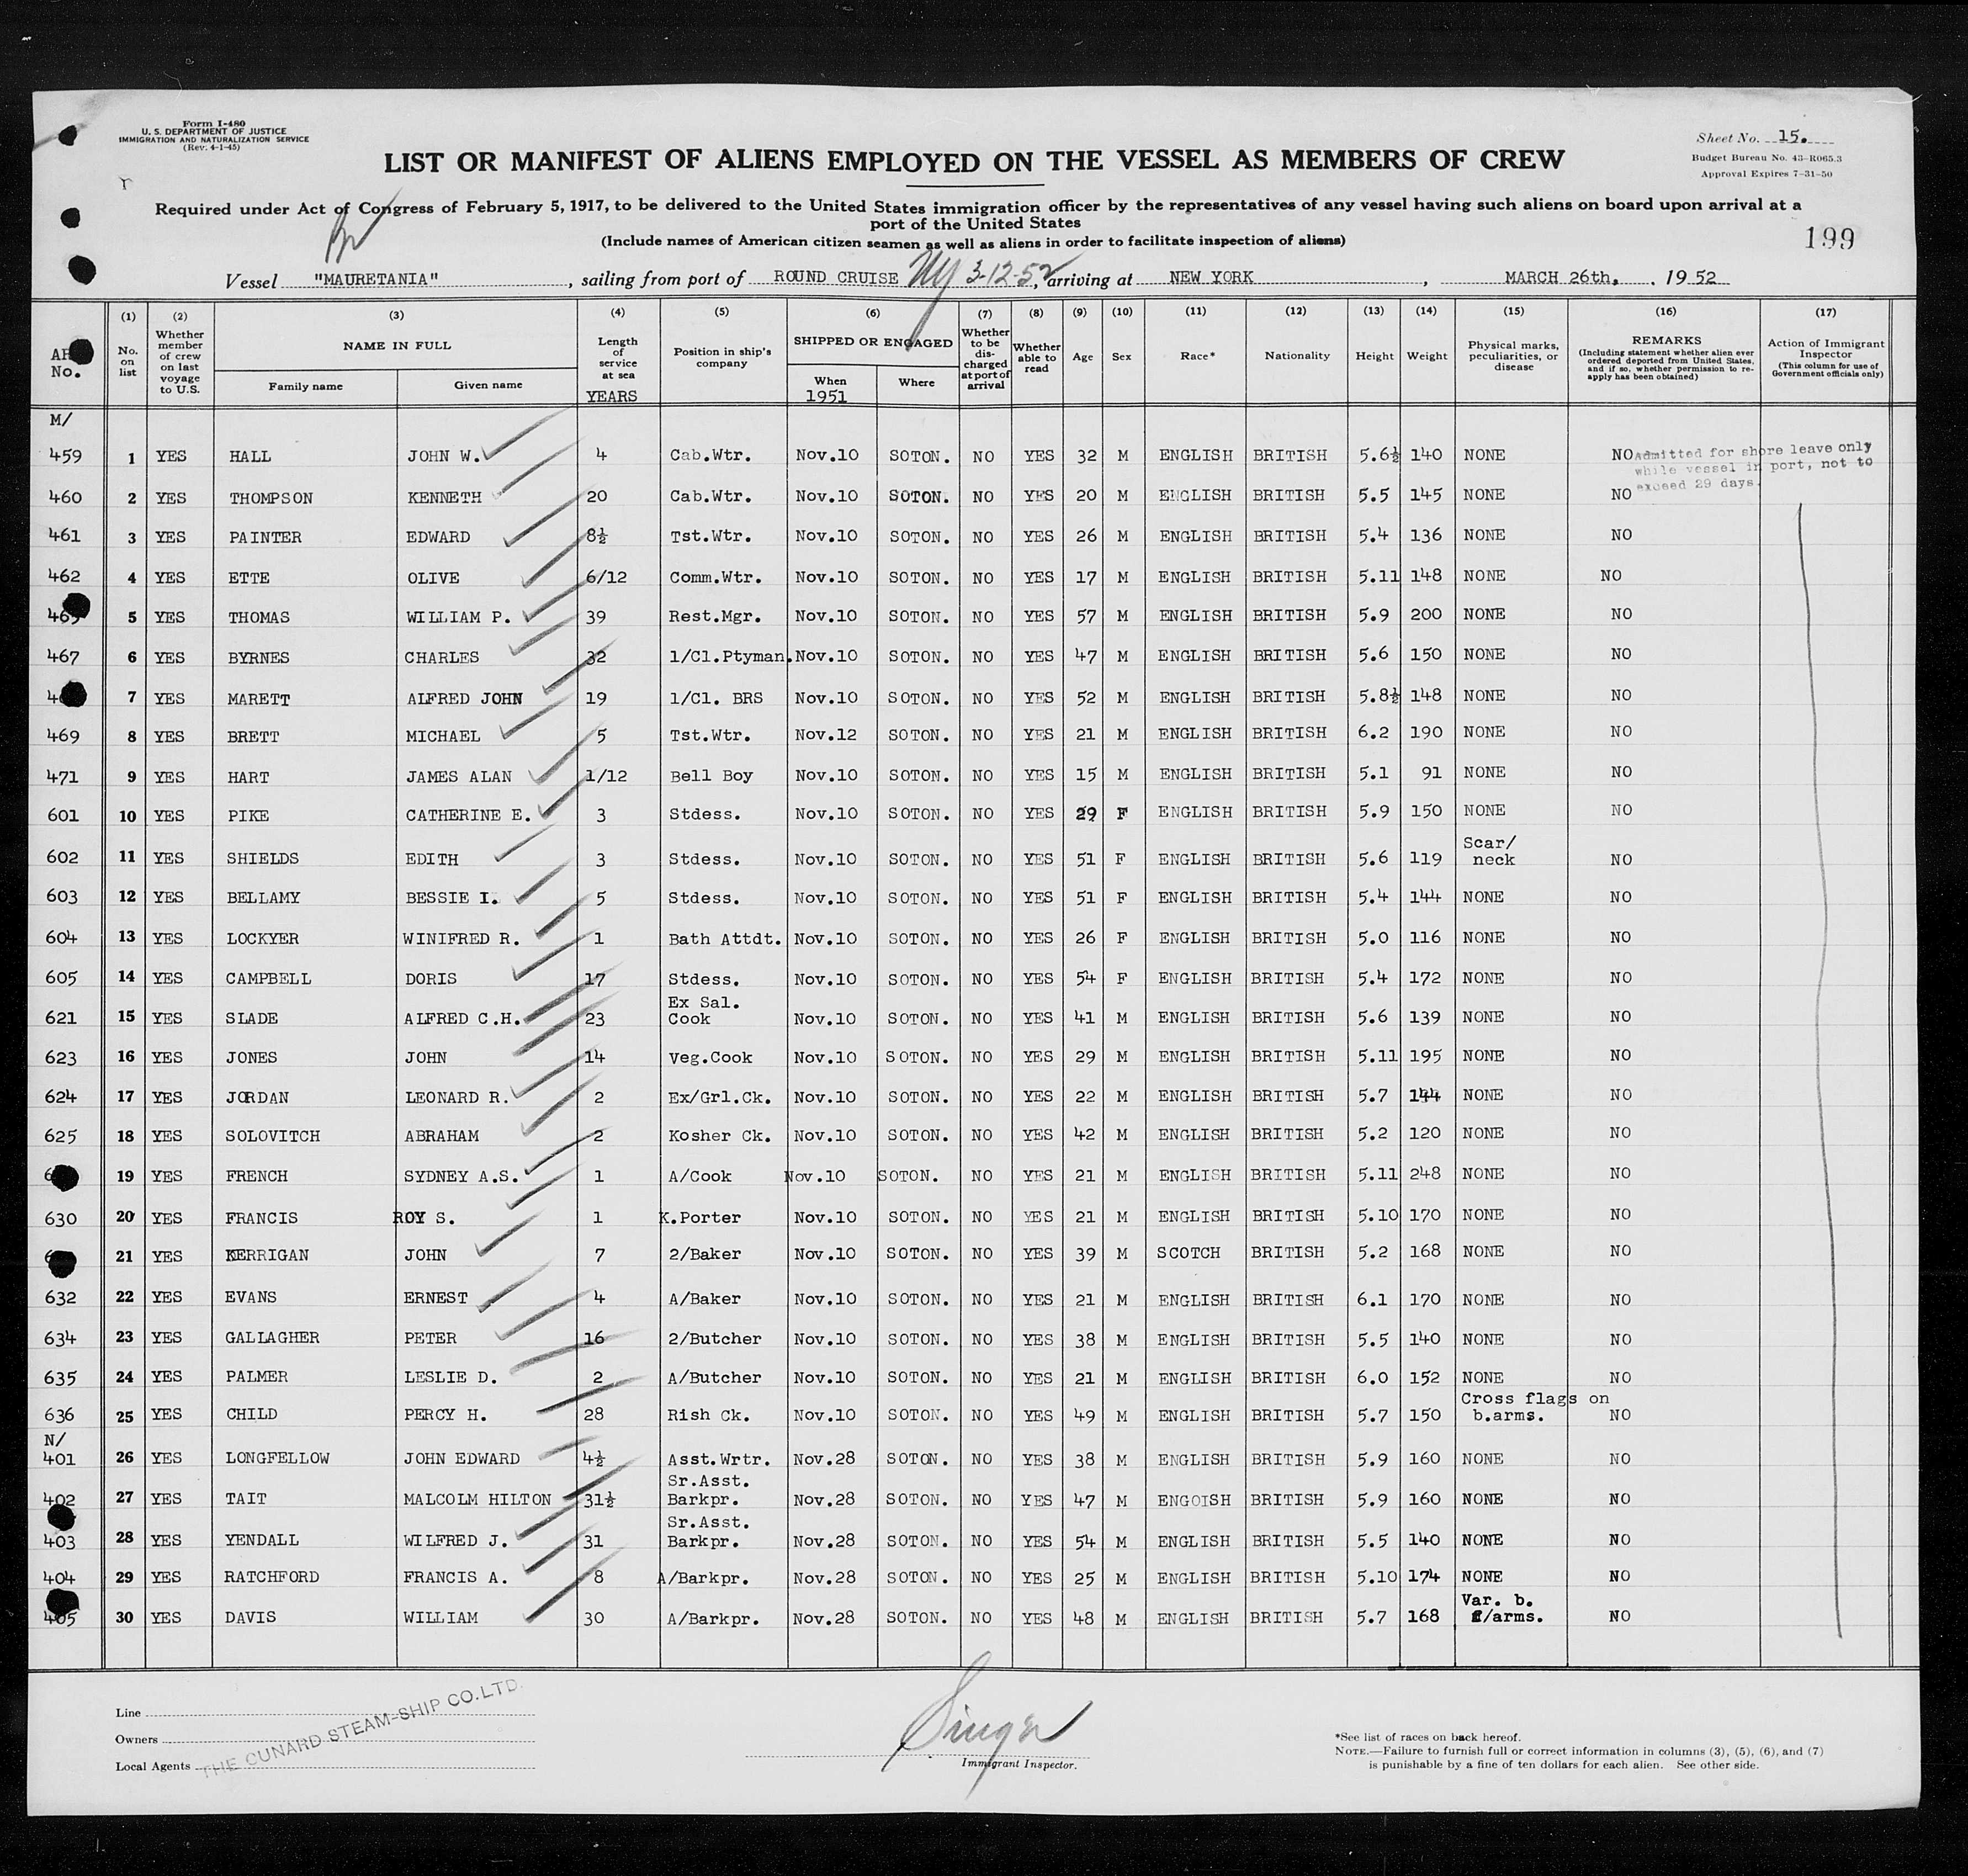 Form I-480
U. S. DEPARTMENT OF JUSTICE
IMMIGRATION AND NATURALIZATION SERVICE
(Rev. 4-1-45)
Sheet No. 15.
Budget Bureau No. 43-R065.3
Approval Expires 7-31-50
LIST OR MANIFEST OF ALIENS EMPLOYED ON THE VESSEL AS MEMBERS OF CREW
Required under Act of Congress of February 5, 1917, to be delivered to the United States immigration officer by the representatives of any vessel having such aliens on board upon arrival at a
port of the United States
(Include names of American citizen seamen as well as aliens in order to facilitate inspection of aliens)
199
Vessel "MAURETANIA", sailing from port of ROUND CRUISE NY 3-12-52, arriving at NEW YORK, MARCH 26th, 1952
(1) (2) (3) (4) (5) (6) (7) (8) (9) (10) (11) (12) (13) (14) (15) (16) (17)
No. on list
Whether member of crew on last voyage to U.S.
NAME IN FULL
Family name Given name
Length of service at sea
YEARS
Position in ship's company
SHIPPED OR ENGAGED
When Where
1951
Whether to be discharged at port of arrival
Whether able to read
Age Sex Race* Nationality Height Weight
Physical marks, peculiarities, or disease
REMARKS
(Including statement whether alien ever ordered deported from United States, and if so, whether permission to re-apply has been obtained)
Action of Immigrant Inspector
(This column for use of Government officials only)
M/
459 1 YES HALL JOHN W. 4 Cab.Wtr. Nov.10 SOTON. NO YES 32 M ENGLISH BRITISH 5.6½ 140 NONE NO
Admitted for shore leave only
while vessel in port, not to
exceed 29 days.
460 2 YES THOMPSON KENNETH 20 Cab.Wtr. Nov.10 SOTON. NO YES 20 M ENGLISH BRITISH 5.5 145 NONE NO
461 3 YES PAINTER EDWARD 8½ Tst.Wtr. Nov.10 SOTON. NO YES 26 M ENGLISH BRITISH 5.4 136 NONE NO
462 4 YES ETTE OLIVE 6/12 Comm.Wtr. Nov.10 SOTON. NO YES 17 M ENGLISH BRITISH 5.11 148 NONE NO
5 YES THOMAS WILLIAM P. 39 Rest.Mgr. Nov.10 SOTON. NO YES 57 M ENGLISH BRITISH 5.9 200 NONE NO
467 6 YES BYRNES CHARLES 32 1/Cl.Ptyman. Nov.10 SOTON. NO YES 47 M ENGLISH BRITISH 5.6 150 NONE NO
7 YES MARETT ALFRED JOHN 19 1/Cl. BRS Nov.10 SOTON. NO YES 52 M ENGLISH BRITISH 5.8½ 148 NONE NO
469 8 YES BRETT MICHAEL 5 Tst.Wtr. Nov.12 SOTON. NO YES 21 M ENGLISH BRITISH 6.2 190 NONE NO
471 9 YES HART JAMES ALAN 1/12 Bell Boy Nov.10 SOTON. NO YES 15 M ENGLISH BRITISH 5.1 91 NONE NO
601 10 YES PIKE CATHERINE E. 3 Stdess. Nov.10 SOTON. NO YES 29 F ENGLISH BRITISH 5.9 150 NONE NO
602 11 YES SHIELDS EDITH 3 Stdess. Nov.10 SOTON. NO YES 51 F ENGLISH BRITISH 5.6 119 Scar/ neck NO
603 12 YES BELLAMY BESSIE I. 5 Stdess. Nov.10 SOTON. NO YES 51 F ENGLISH BRITISH 5.4 144 NONE NO
604 13 YES LOCKYER WINIFRED R. 1 Bath Attdt. Nov.10 SOTON. NO YES 26 F ENGLISH BRITISH 5.0 116 NONE NO
605 14 YES CAMPBELL DORIS 17 Stdess. Nov.10 SOTON. NO YES 54 F ENGLISH BRITISH 5.4 172 NONE NO
621 15 YES SLADE ALFRED C.H. 23 Ex Sal. Cook Nov.10 SOTON. NO YES 41 M ENGLISH BRITISH 5.6 139 NONE NO
623 16 YES JONES JOHN 14 Veg.Cook Nov.10 SOTON. NO YES 29 M ENGLISH BRITISH 5.11 195 NONE NO
624 17 YES JORDAN LEONARD R. 2 Ex/Grl.Ck. Nov.10 SOTON. NO YES 22 M ENGLISH BRITISH 5.7 144 NONE NO
625 18 YES SOLOVITCH ABRAHAM 2 Kosher Ck. Nov.10 SOTON. NO YES 42 M ENGLISH BRITISH 5.2 120 NONE NO
19 YES FRENCH SYDNEY A.S. 1 A/Cook Nov.10 SOTON. NO YES 21 M ENGLISH BRITISH 5.11 248 NONE NO
630 20 YES FRANCIS ROY S. 1 K.Porter Nov.10 SOTON. NO YES 21 M ENGLISH BRITISH 5.10 170 NONE NO
21 YES KERRIGAN JOHN 7 2/Baker Nov.10 SOTON. NO YES 39 M SCOTCH BRITISH 5.2 168 NONE NO
632 22 YES EVANS ERNEST 4 A/Baker Nov.10 SOTON. NO YES 21 M ENGLISH BRITISH 6.1 170 NONE NO
634 23 YES GALLAGHER PETER 16 2/Butcher Nov.10 SOTON. NO YES 38 M ENGLISH BRITISH 5.5 140 NONE NO
635 24 YES PALMER LESLIE D. 2 A/Butcher Nov.10 SOTON. NO YES 21 M ENGLISH BRITISH 6.0 152 NONE NO
636 25 YES CHILD PERCY H. 28 Rish Ck. Nov.10 SOTON. NO YES 49 M ENGLISH BRITISH 5.7 150 Cross flags on b.arms. NO
N/
401 26 YES LONGFELLOW JOHN EDWARD 4½ Asst.Wrtr. Nov.28 SOTON. NO YES 38 M ENGLISH BRITISH 5.9 160 NONE NO
402 27 YES TAIT MALCOLM HILTON 31½ Sr.Asst. Barkpr. Nov.28 SOTON. NO YES 47 M ENGOISH BRITISH 5.9 160 NONE NO
403 28 YES YENDALL WILFRED J. 31 Sr.Asst. Barkpr. Nov.28 SOTON. NO YES 54 M ENGLISH BRITISH 5.5 140 NONE NO
404 29 YES RATCHFORD FRANCIS A. 8 A/Barkpr. Nov.28 SOTON. NO YES 25 M ENGLISH BRITISH 5.10 174 NONE NO
405 30 YES DAVIS WILLIAM 30 A/Barkpr. Nov.28 SOTON. NO YES 48 M ENGLISH BRITISH 5.7 168 Var. b. f/arms. NO
Line
Owners
Local Agents
THE CUNARD STEAM-SHIP CO.LTD.
Singer
Immigrant Inspector.
*See list of races on back hereof.
NOTE.—Failure to furnish full or correct information in columns (3), (5), (6), and (7)
is punishable by a fine of ten dollars for each alien. See other side.